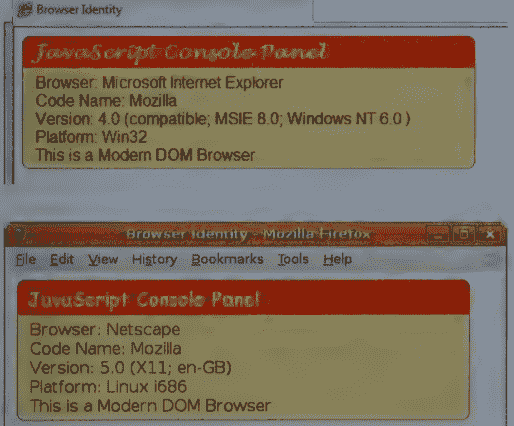 Browser Identity
JavaScript Console Panel
Browser: Microsoft Internet Explorer
Code Name: Mozilla
Version: 4.0 (compatible; MSIE 8.0; Windows NT 6.0 )
Platform: Win32
This is a Modern DOM Browser
Browser Identity - Mozilla Firefox
File Edit View History Bookmarks Tools Help
JavaScript Console Panel
Browser: Netscape
Code Name: Mozilla
Version: 5.0 (X11; en-GB)
Platform: Linux i686
This is a Modern DOM Browser